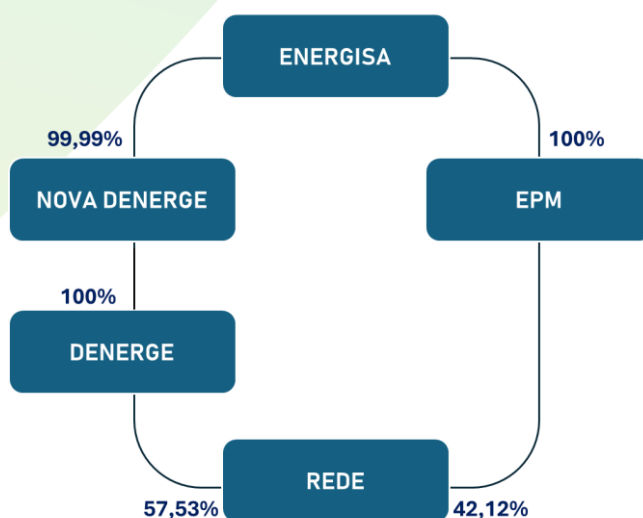 ENERGISA
99,99%
100%
NOVA DENERGE
EPM
100%
DENERGE
REDE
57,53%
42,12%